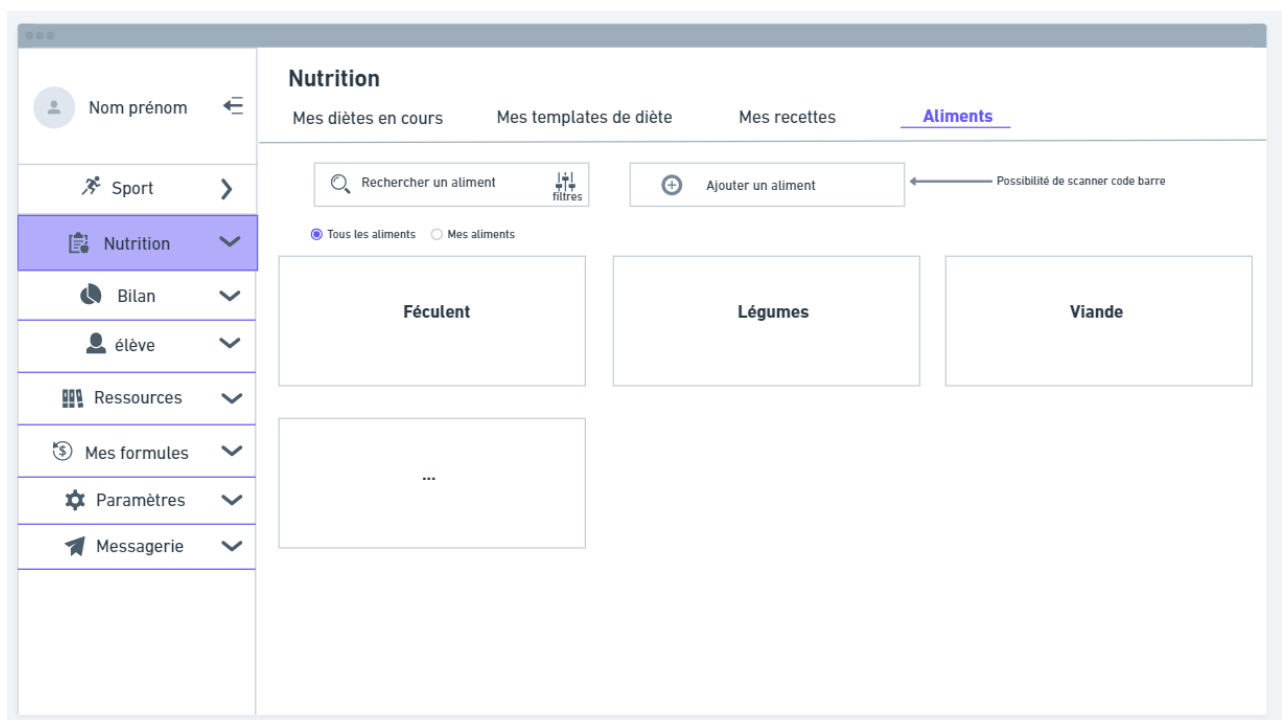 Nom prénom
Sport
Nutrition
Bilan
élève
Ressources
Mes formules
Paramètres
Messagerie
Nutrition
Mes diètes en cours
Mes templates de diète
Mes recettes
Aliments
Rechercher un aliment
filtres
Ajouter un aliment
Possibilité de scanner code barre
Tous les aliments
Mes aliments
Féculent
Légumes
Viande
...